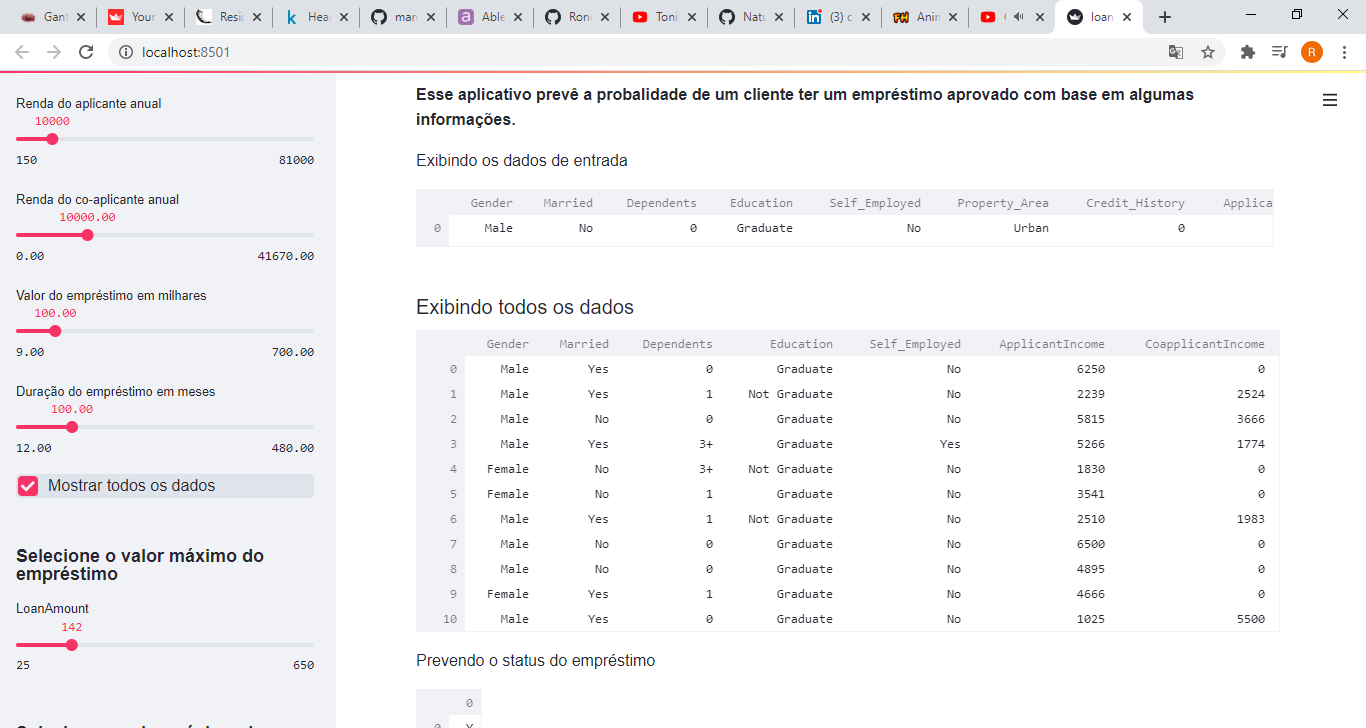 Gant
Your
Resid
Hear
marc
Able
Rono
Toni
Natu
(3) c
Anin
loan
localhost:8501
R
Renda do aplicante anual
10000
150 81000
Renda do co-aplicante anual
10000.00
0.00 41670.00
Valor do empréstimo em milhares
100.00
9.00 700.00
Duração do empréstimo em meses
100.00
12.00 480.00
Mostrar todos os dados
Selecione o valor máximo do
empréstimo
LoanAmount
142
25 650
Esse aplicativo prevê a probalidade de um cliente ter um empréstimo aprovado com base em algumas
informações.
Exibindo os dados de entrada
Gender Married Dependents Education Self_Employed Property_Area Credit_History Applica
0 Male No 0 Graduate No Urban 0
Exibindo todos os dados
Gender Married Dependents Education Self_Employed ApplicantIncome CoapplicantIncome
0 Male Yes 0 Graduate No 6250 0
1 Male Yes 1 Not Graduate No 2239 2524
2 Male No 0 Graduate No 5815 3666
3 Male Yes 3+ Graduate Yes 5266 1774
4 Female No 3+ Not Graduate No 1830 0
5 Female No 1 Graduate No 3541 0
6 Male Yes 1 Not Graduate No 2510 1983
7 Male No 0 Graduate No 6500 0
8 Male No 0 Graduate No 4895 0
9 Female Yes 1 Graduate No 4666 0
10 Male Yes 0 Graduate No 1025 5500
Prevendo o status do empréstimo
0
0 Y